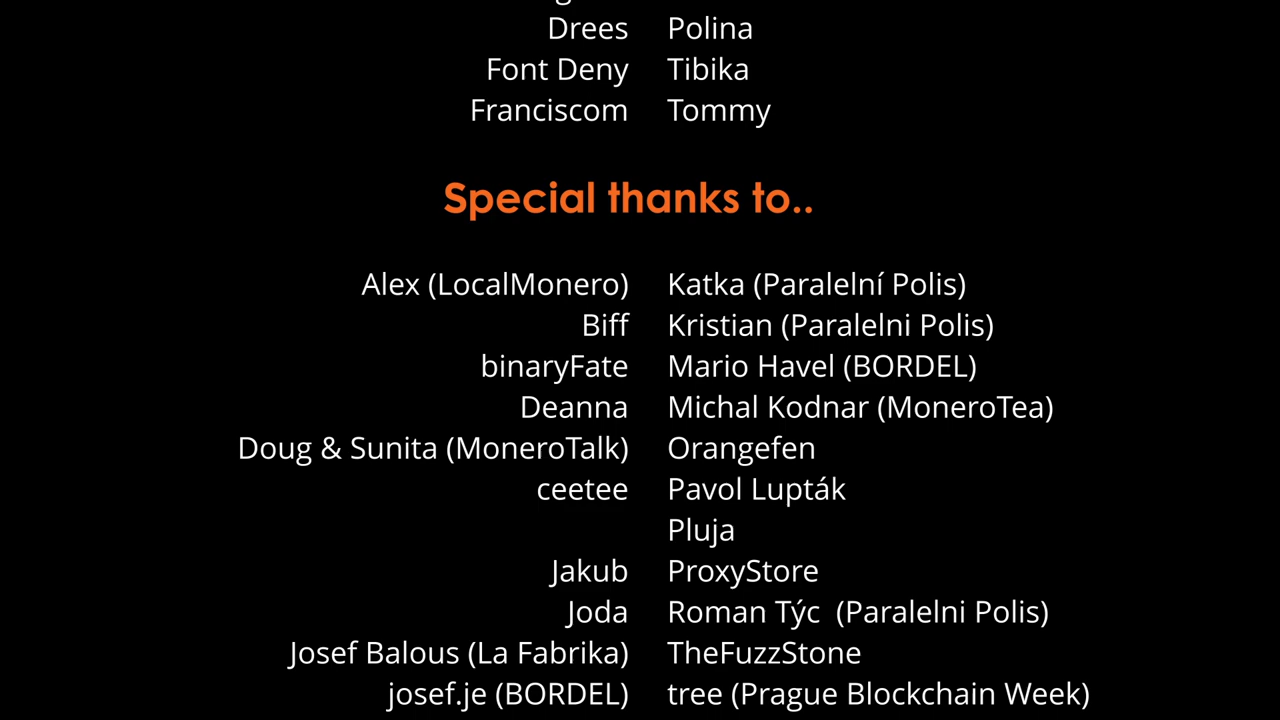 Drees Polina
Font Deny Tibika
Franciscom Tommy
Special thanks to..
Alex (LocalMonero) Katka (Paralelní Polis)
Biff Kristian (Paralelni Polis)
binaryFate Mario Havel (BORDEL)
Deanna Michal Kodnar (MoneroTea)
Doug & Sunita (MoneroTalk) Orangefen
ceetee Pavol Lupták
Pluja
Jakub ProxyStore
Joda Roman Týc (Paralelni Polis)
Josef Balous (La Fabrika) TheFuzzStone
josef.je (BORDEL) tree (Prague Blockchain Week)